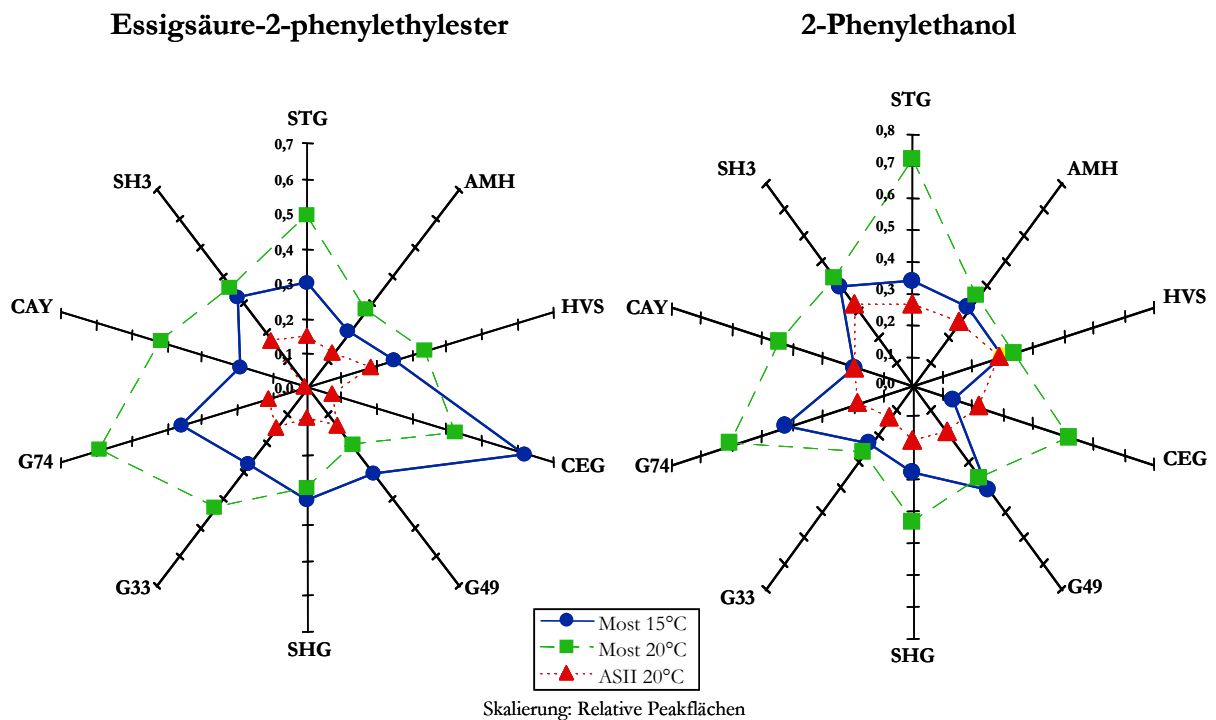 Essigsäure-2-phenylethylester
STG
0,7
0,6
0,5
0,4
0,3
0,2
0,1
0,0
AMH
HVS
CEG
G49
SHG
G33
G74
CAY
SH3
2-Phenylethanol
STG
0,8
0,7
0,6
0,5
0,4
0,3
0,2
0,1
0,0
AMH
HVS
CEG
G49
SHG
G33
G74
CAY
SH3
Most 15°C
Most 20°C
ASII 20°C
Skalierung: Relative Peakflächen